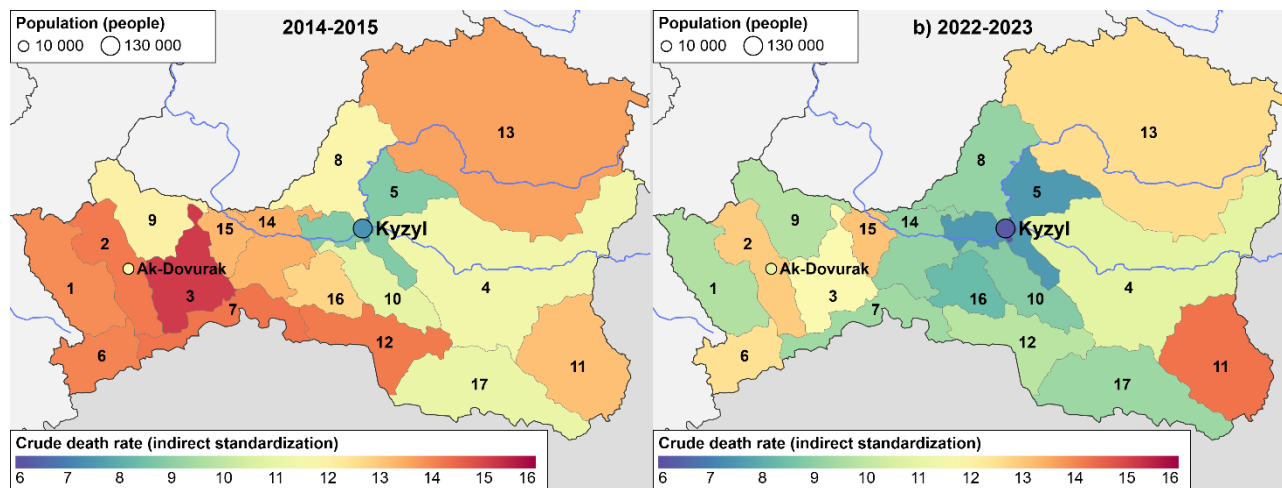 Population (people)
10 000 130 000
2014-2015
13
8
5
9
14
15
Kyzyl
2
Ak-Dovurak
1
3
4
16
10
7
12
6
11
17
Crude death rate (indirect standardization)
6 7 8 9 10 11 12 13 14 15 16
Population (people)
10 000 130 000
b) 2022-2023
13
8
5
9
14
15
Kyzyl
2
Ak-Dovurak
1
3
4
16
10
7
12
6
11
17
Crude death rate (indirect standardization)
6 7 8 9 10 11 12 13 14 15 16